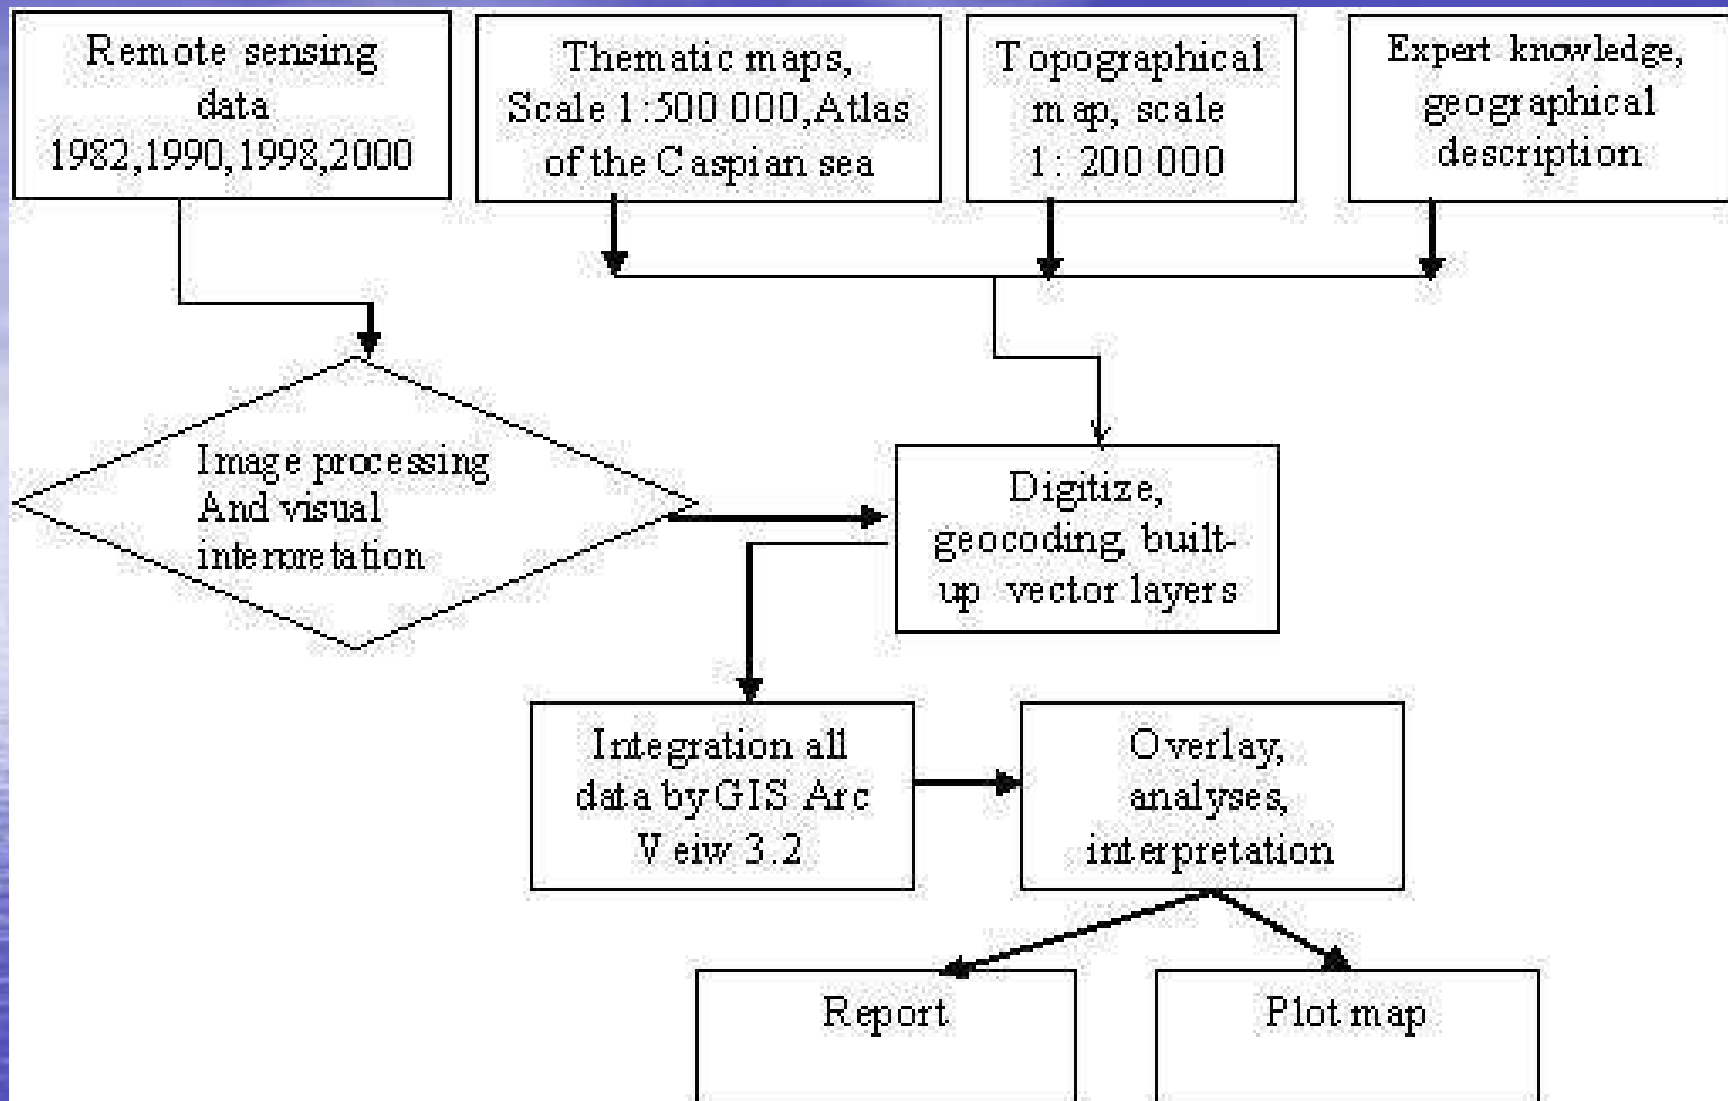 Remote sensing
data
1982,1990,1998,2000
Thematic maps,
Scale 1:500 000,Atlas
of the Caspian sea
Topographical
map, scale
1: 200 000
Expert knowledge,
geographical
description
Image processing
And visual
interpretation
Digitize,
geocoding, built-
up vector layers
Integration all
data by GIS Arc
Veiw 3.2
Overlay,
analyses,
interpretation
Report
Plot map